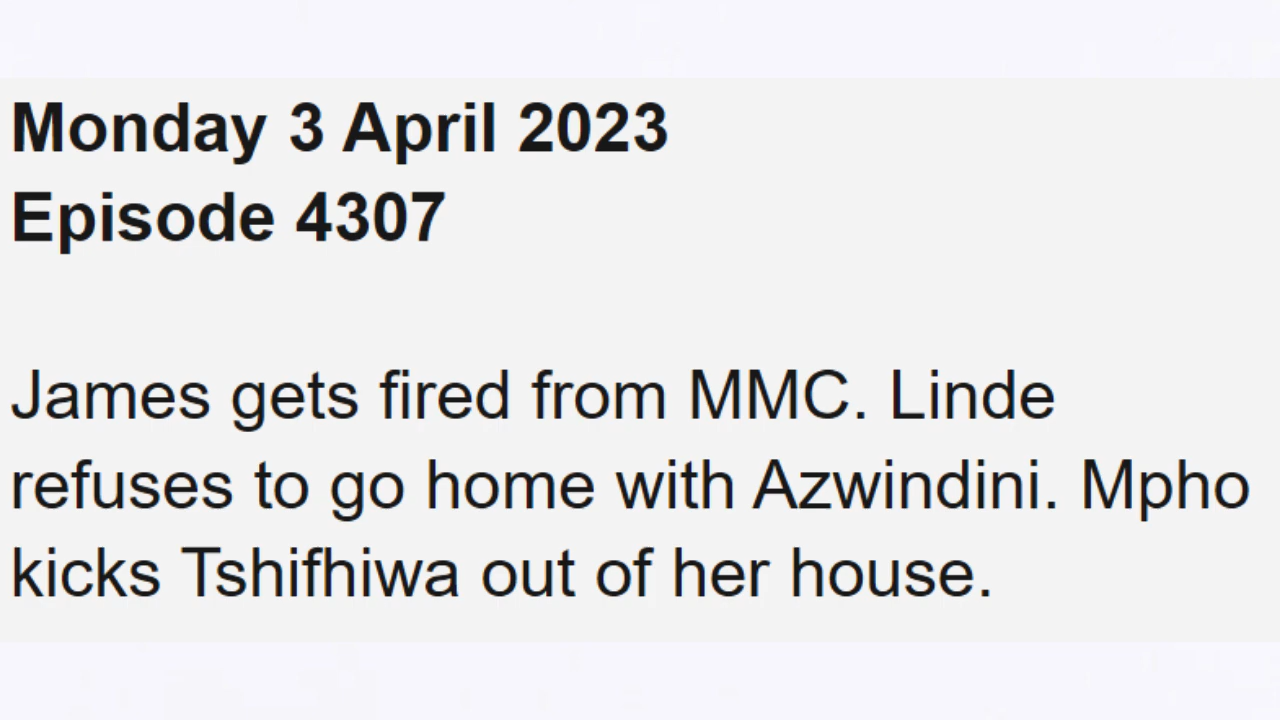 Monday 3 April 2023
Episode 4307
James gets fired from MMC. Linde
refuses to go home with Azwindini. Mpho
kicks Tshifhiwa out of her house.